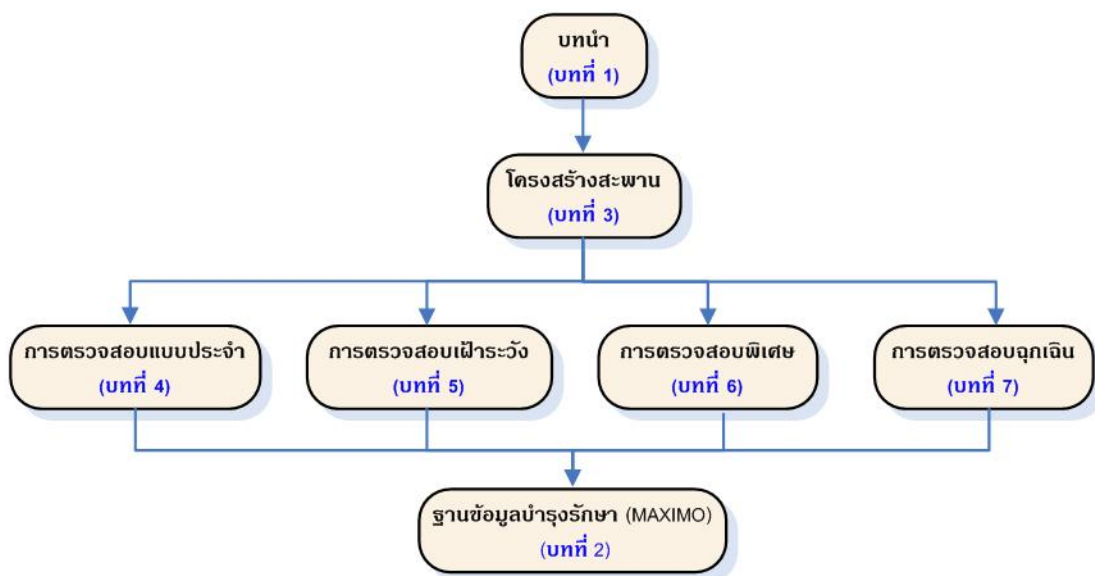 บทนำ
(บทที่ 1)
โครงสร้างสะพาน
(บทที่ 3)
การตรวจสอบแบบประจำ
(บทที่ 4)
การตรวจสอบเฝ้าระวัง
(บทที่ 5)
การตรวจสอบพิเศษ
(บทที่ 6)
การตรวจสอบฉุกเฉิน
(บทที่ 7)
ฐานข้อมูลบำรุงรักษา (MAXIMO)
(บทที่ 2)